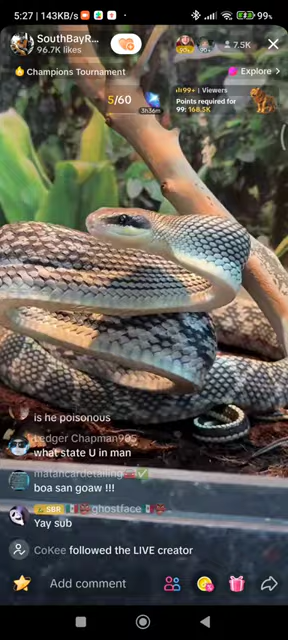 5:27 | 143KB/s
99%
SouthBayR...
96.7K likes
90+
7.5K
Champions Tournament
Explore >
5/60
3h36m
99+ | Viewers
Points required for
99: 168.5K
is he poisonous
Ledger Chapman905
what state U in man
matancardetailing
boa san goaw !!!
SBR ghostface
Yay sub
CoKee followed the LIVE creator
Add comment